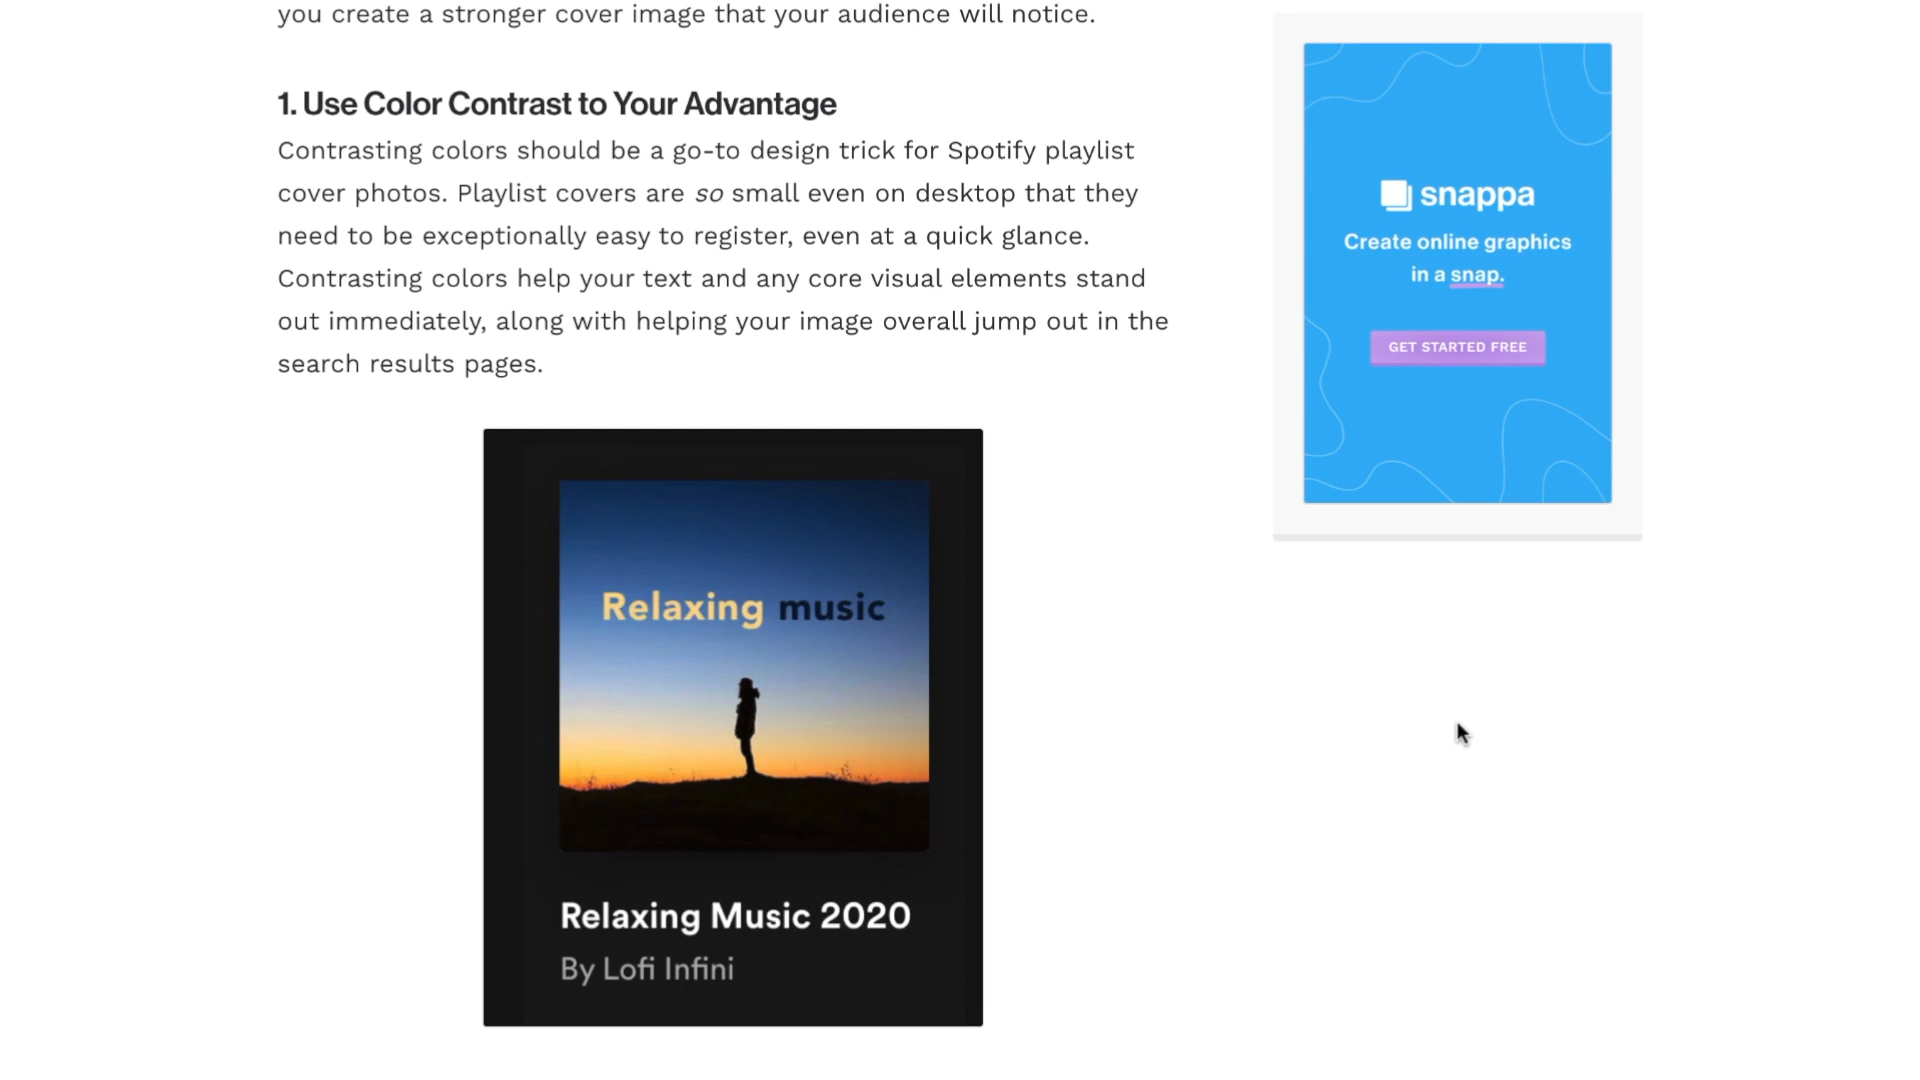 you create a stronger cover image that your audience will notice.
1. Use Color Contrast to Your Advantage
Contrasting colors should be a go-to design trick for Spotify playlist
cover photos. Playlist covers are so small even on desktop that they
need to be exceptionally easy to register, even at a quick glance.
Contrasting colors help your text and any core visual elements stand
out immediately, along with helping your image overall jump out in the
search results pages.
Relaxing music
Relaxing Music 2020
By Lofi Infini
snappa
Create online graphics
in a snap.
GET STARTED FREE